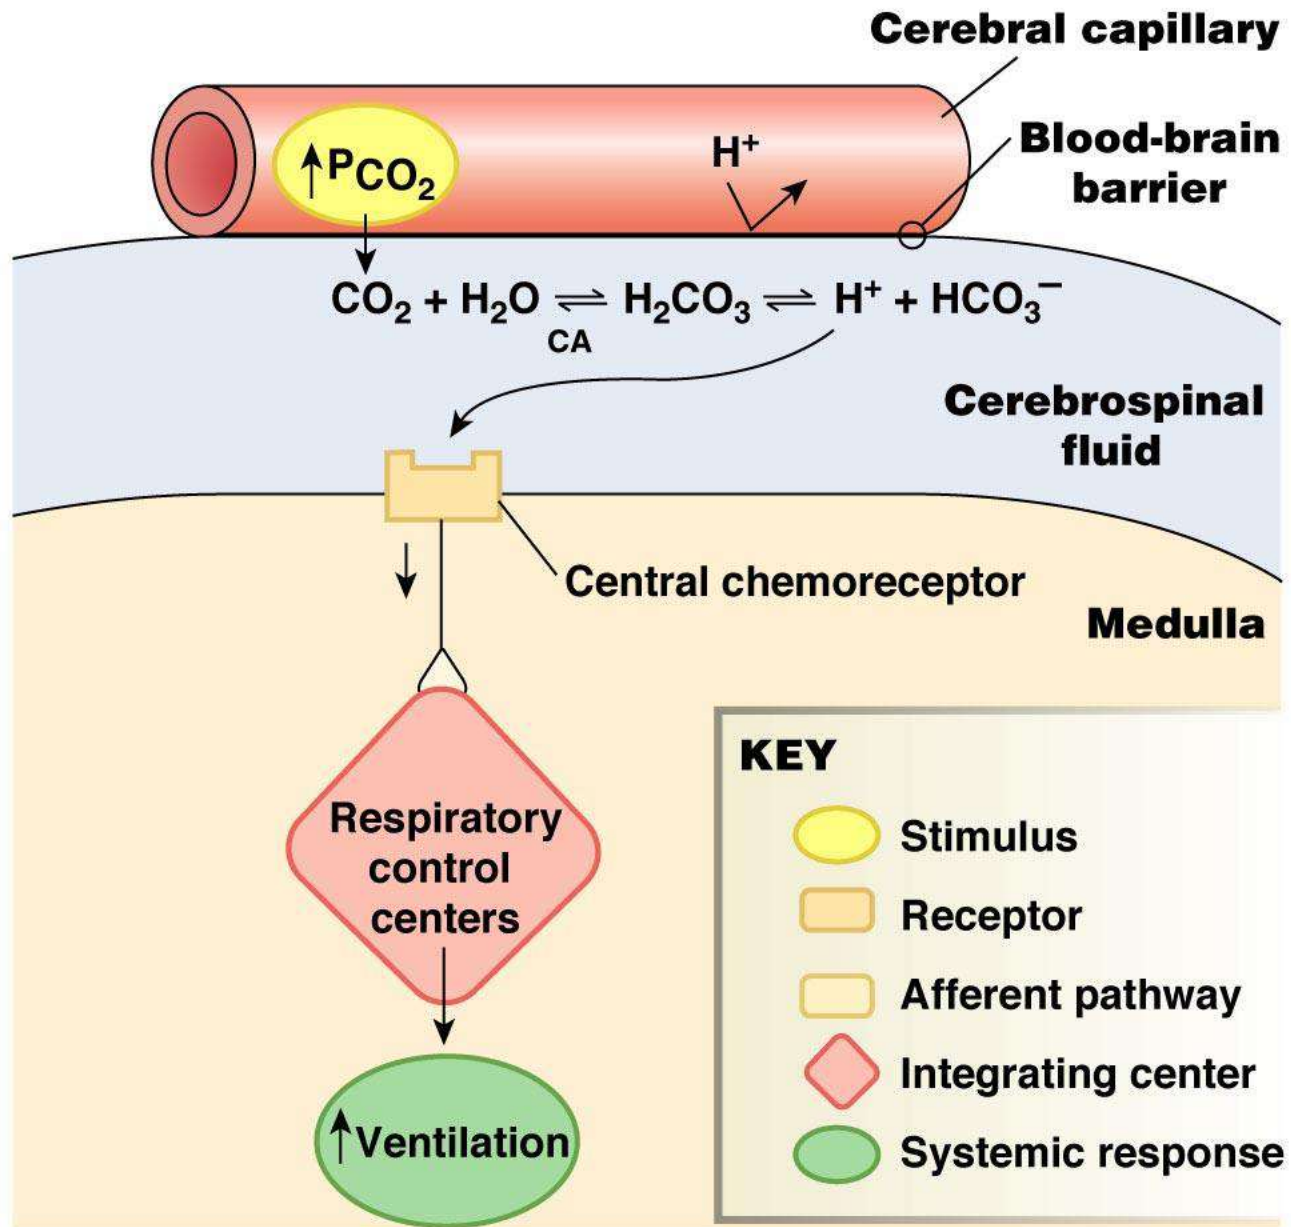 Cerebral capillary
Blood-brain
barrier
↑PCO₂
H⁺
CO₂ + H₂O ⇌ H₂CO₃ ⇌ H⁺ + HCO₃⁻
CA
Cerebrospinal
fluid
Central chemoreceptor
Medulla
Respiratory
control
centers
↑Ventilation
KEY
Stimulus
Receptor
Afferent pathway
Integrating center
Systemic response